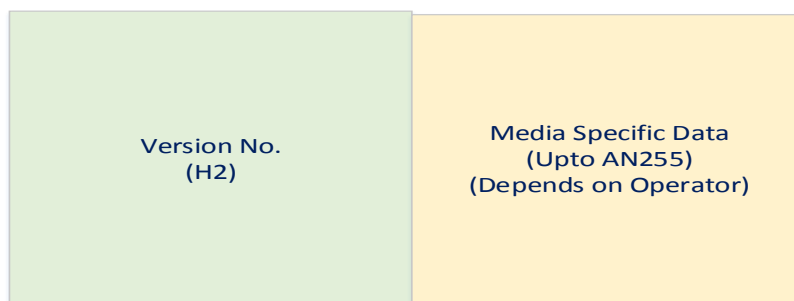 Version No.
(H2)
Media Specific Data
(Upto AN255)
(Depends on Operator)